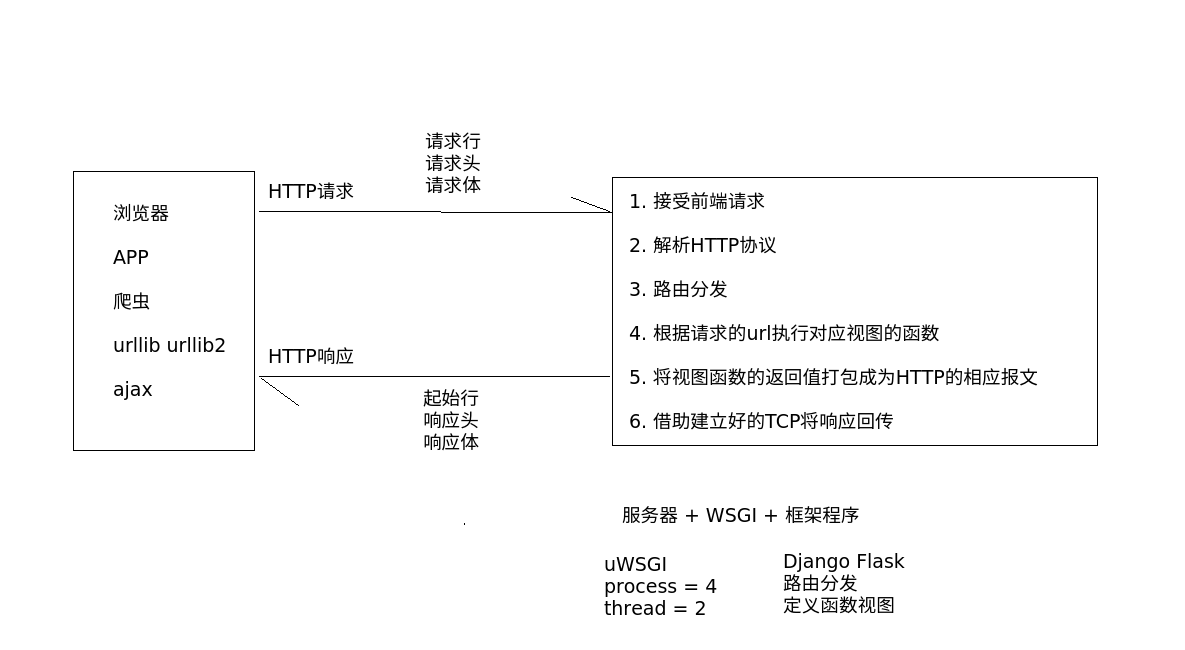 浏览器
APP
爬虫
urllib urllib2
ajax
HTTP请求
请求行
请求头
请求体
HTTP响应
起始行
响应头
响应体
1. 接受前端请求
2. 解析HTTP协议
3. 路由分发
4. 根据请求的url执行对应视图的函数
5. 将视图函数的返回值打包成为HTTP的相应报文
6. 借助建立好的TCP将响应回传
服务器 + WSGI + 框架程序
uWSGI
process = 4
thread = 2
Django Flask
路由分发
定义函数视图